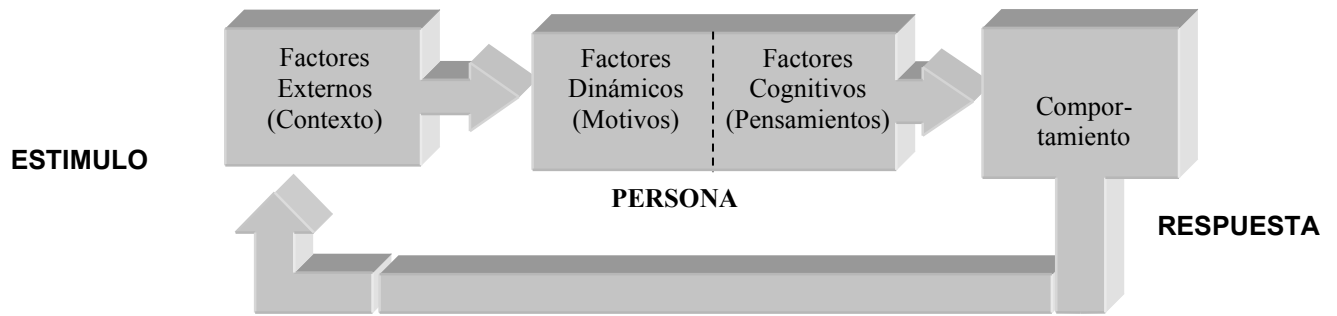 Factores
Externos
(Contexto)
Factores
Dinámicos
(Motivos)
Factores
Cognitivos
(Pensamientos)
Compor-
tamiento
ESTIMULO
PERSONA
RESPUESTA